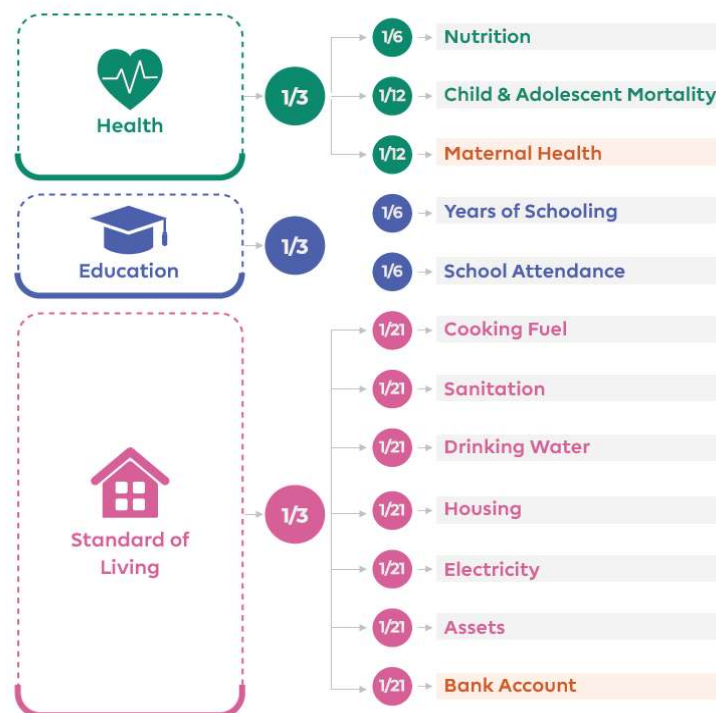 Health
1/3
1/6
Nutrition
1/12
Child & Adolescent Mortality
1/12
Maternal Health
Education
1/3
1/6
Years of Schooling
1/6
School Attendance
Standard of
Living
1/3
1/21
Cooking Fuel
1/21
Sanitation
1/21
Drinking Water
1/21
Housing
1/21
Electricity
1/21
Assets
1/21
Bank Account